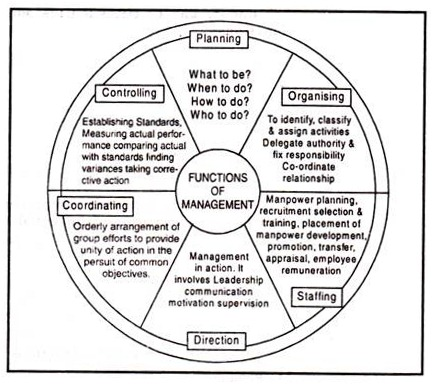 Planning
What to be?
When to do?
How to do?
Who to do?
Organising
To identify, classify
& assign activities
Delegate authority &
fix responsibility
Co-ordinate
relationship
Manpower planning,
recruitment selection &
training, placement of
manpower development,
promotion, transfer,
appraisal, employee
remuneration
Staffing
Management
in action. It
involves Leadership
communication
motivation supervision
Direction
Coordinating
Orderly arrangement of
group efforts to provide
unity of action in the
persuit of common
objectives.
Controlling
Establishing Standards,
Measuring actual perfor-
mance comparing actual
with standards finding
variances taking corre-
ctive action
FUNCTIONS
OF
MANAGEMENT